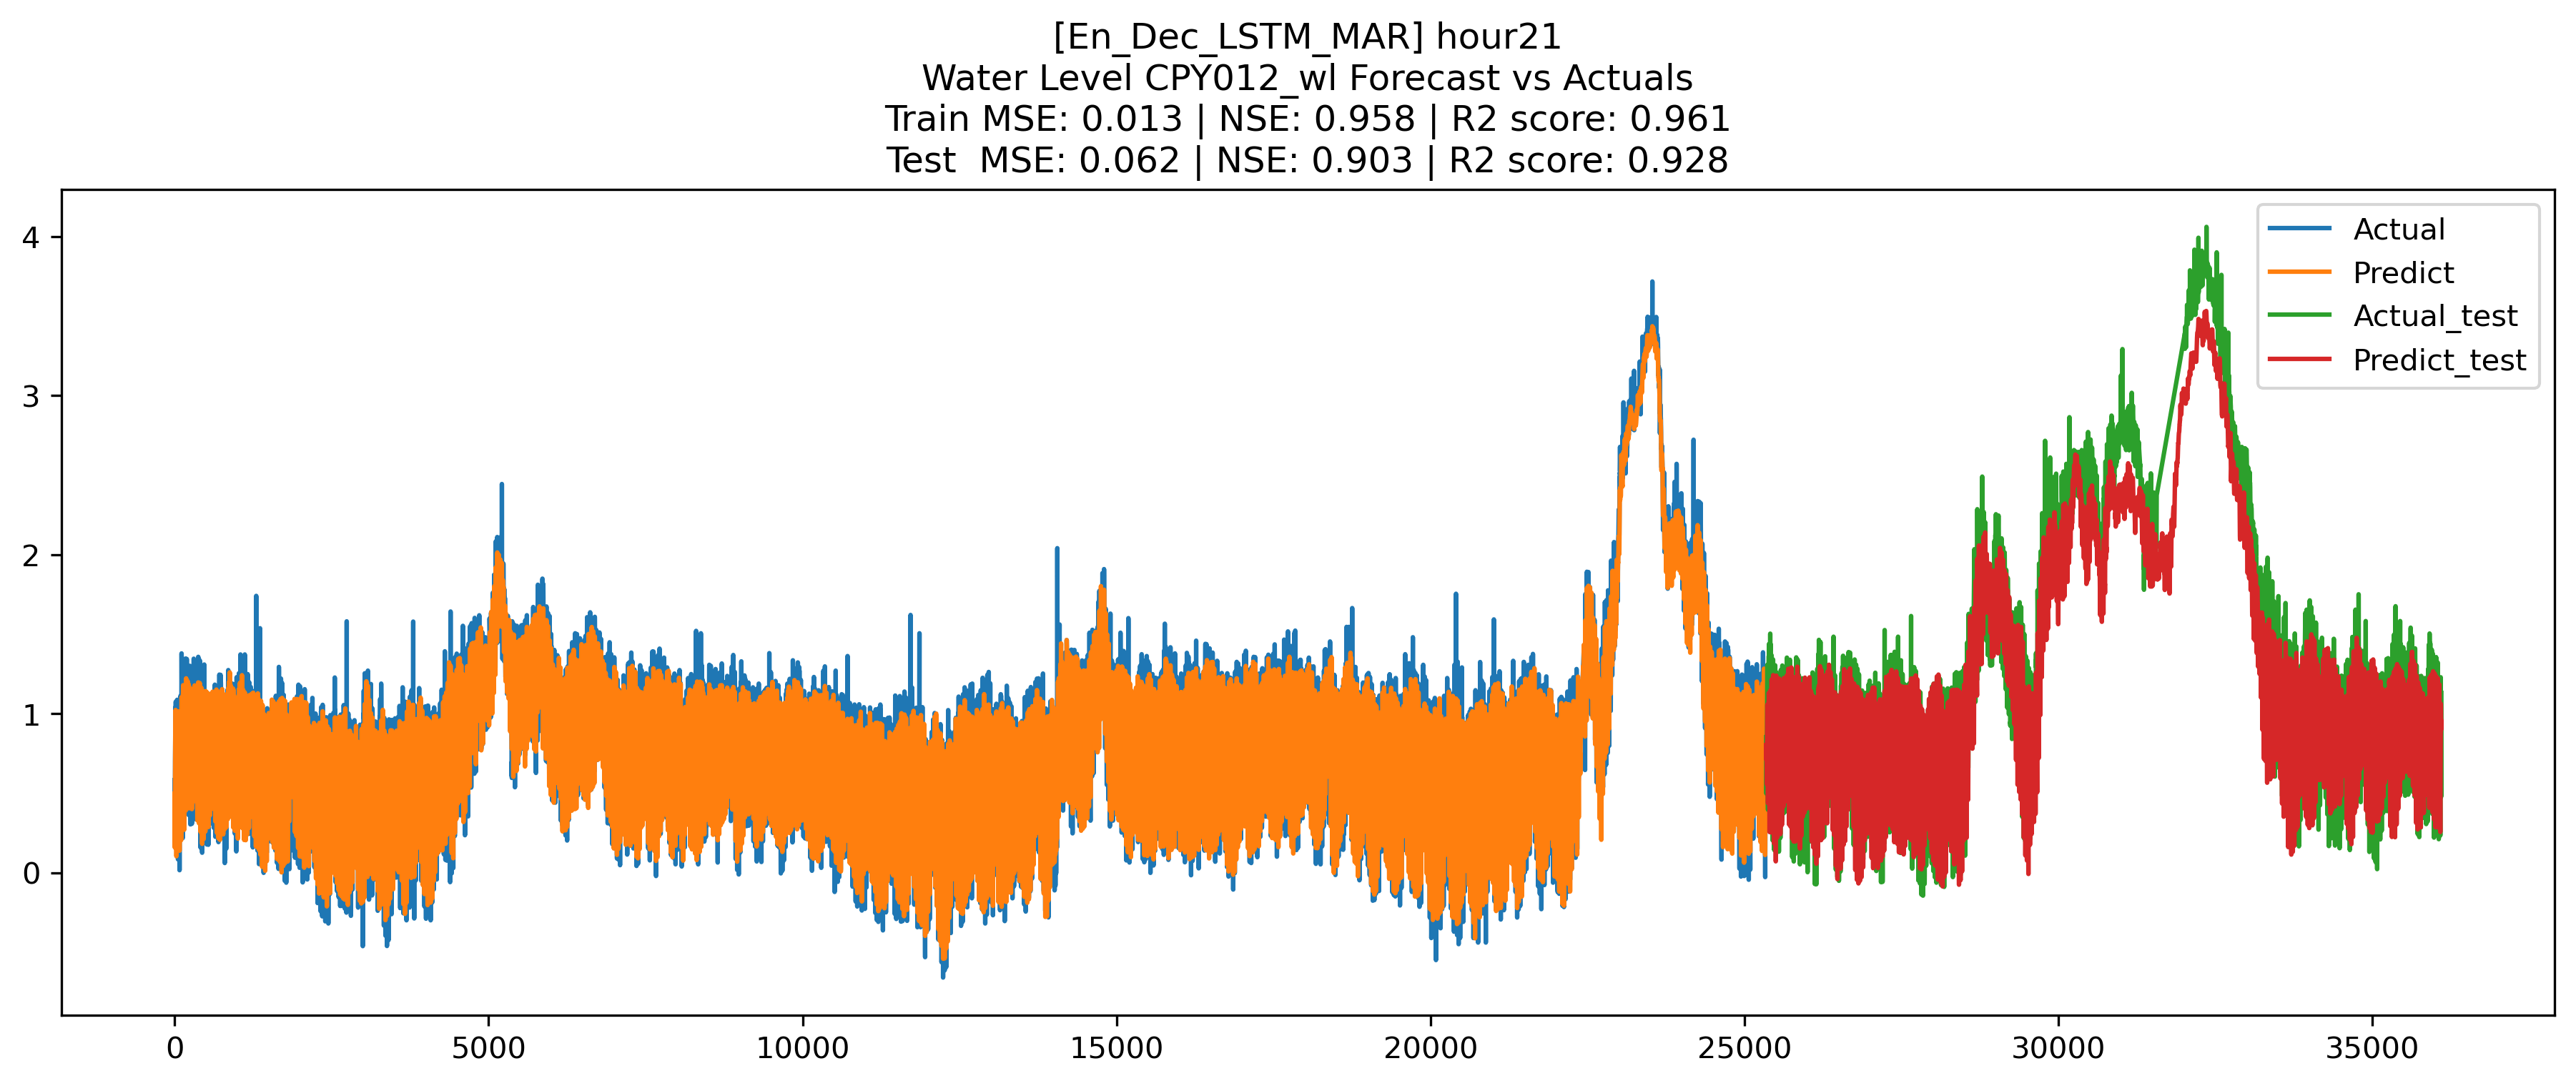 [En_Dec_LSTM_MAR] hour21
Water Level CPY012_wl Forecast vs Actuals
Train MSE: 0.013 | NSE: 0.958 | R2 score: 0.961
Test  MSE: 0.062 | NSE: 0.903 | R2 score: 0.928
Actual
Predict
Actual_test
Predict_test
4
3
2
1
0
0 5000 10000 15000 20000 25000 30000 35000